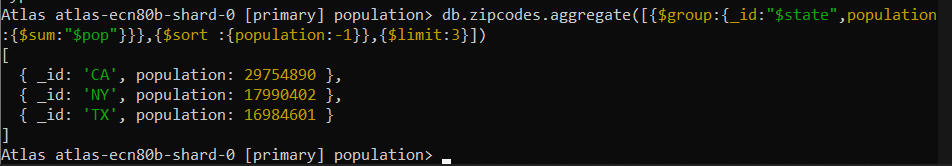 Atlas atlas-ecn80b-shard-0 [primary] population> db.zipcodes.aggregate([{$group:{_id:"$state",population
:{$sum:"$pop"}}},{$sort :{population:-1}},{$limit:3}])
[
  { _id: 'CA', population: 29754890 },
  { _id: 'NY', population: 17990402 },
  { _id: 'TX', population: 16984601 }
]
Atlas atlas-ecn80b-shard-0 [primary] population>